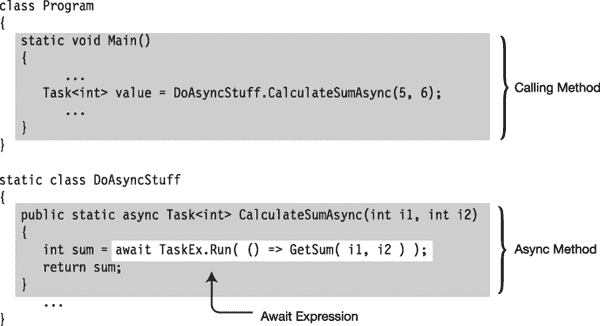 class Program
{
static void Main()
{
...
Task<int> value = DoAsyncStuff.CalculateSumAsync(5, 6);
...
}
}
Calling Method
static class DoAsyncStuff
{
public static async Task<int> CalculateSumAsync(int i1, int i2)
{
int sum = await TaskEx.Run( () => GetSum( i1, i2 ) );
return sum;
}
...
}
Async Method
Await Expression